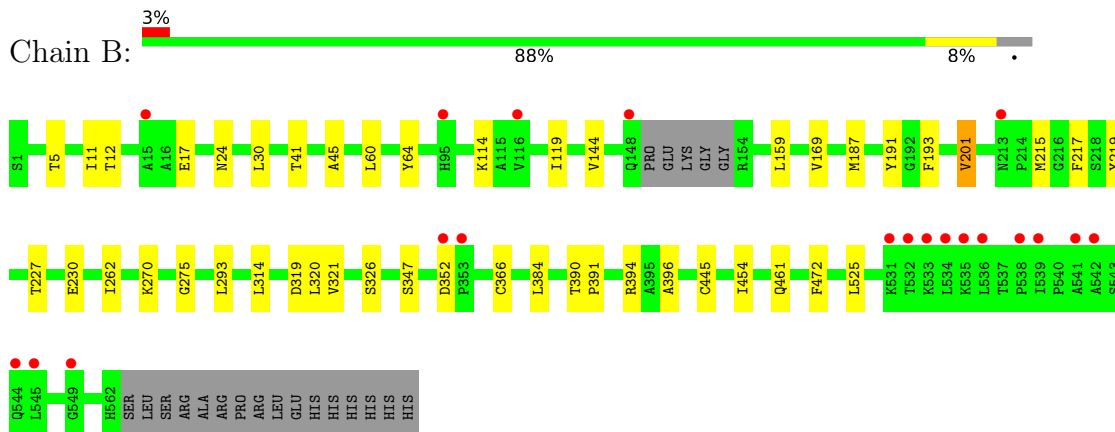 3%
Chain B:
88% 8% •
S1 T5 I11 T12 A15 A16 E17 N24 L30 T41 A45 L60 Y64 H95 K114 A115 V116 I119 V144 Q148 PRO GLU LYS GLY GLY R154 L159 V169 M187 Y191 G192 F193 V201 N213 P214 M215 G216 F217 S218 Y219
T227 E230 I262 K270 G275 L293 L314 D319 L320 V321 S326 S347 D352 P353 C366 L384 T390 P391 R394 A395 A396 C445 I454 Q461 F472 L525 K531 T532 K533 L534 K535 L536 T537 P538 I539 P540 A541 A542 S543
Q544 L545 G549 H562 SER LEU SER ARG ALA ARG PRO ARG LEU GLU HIS HIS HIS HIS HIS HIS